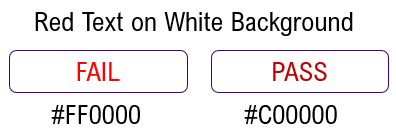 Red Text on White Background
FAIL PASS
#FF0000 #C00000